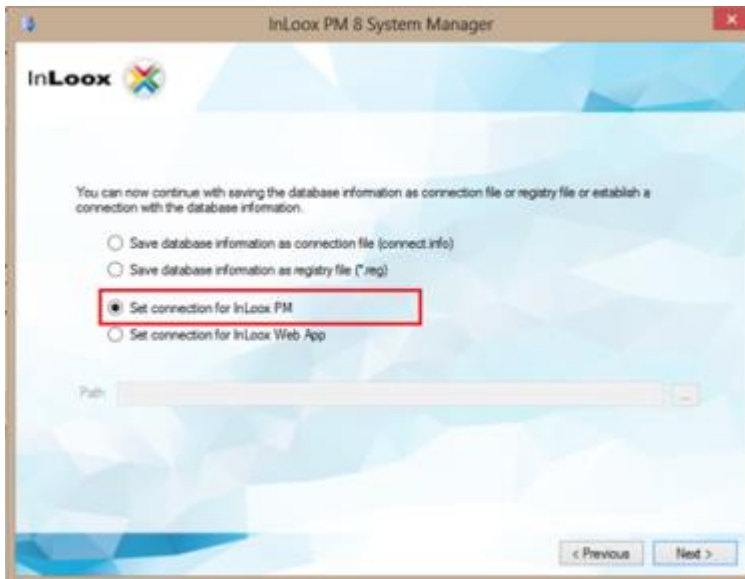 InLoox PM 8 System Manager
InLoox
You can now continue with saving the database information as connection file or registry file or establish a
connection with the database information.
Save database information as connection file (connect.info)
Save database information as registry file (*.reg)
Set connection for InLoox PM
Set connection for InLoox Web App
Path
...
< Previous
Next >